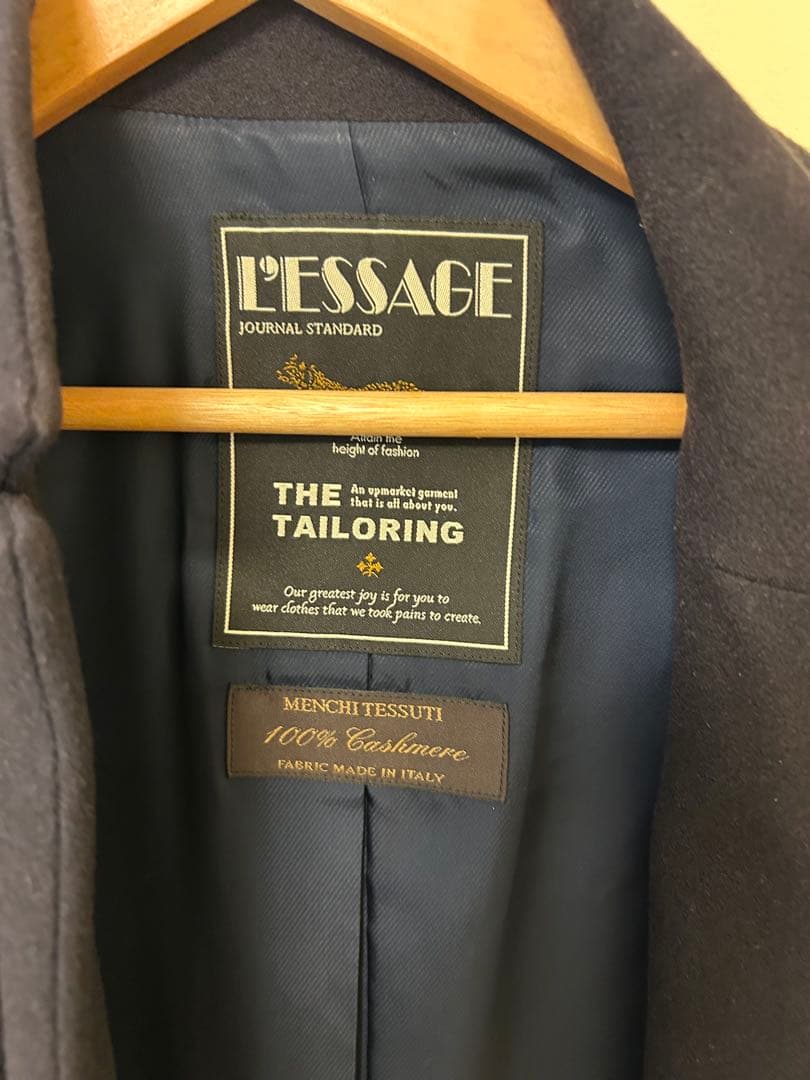 L'ESSAGE
JOURNAL STANDARD
Attain the
height of fashion
THE An upmarket garment
that is all about you.
TAILORING
Our greatest joy is for you to
wear clothes that we took pains to create.
MENCHI TESSUTI
100% Cashmere
FABRIC MADE IN ITALY